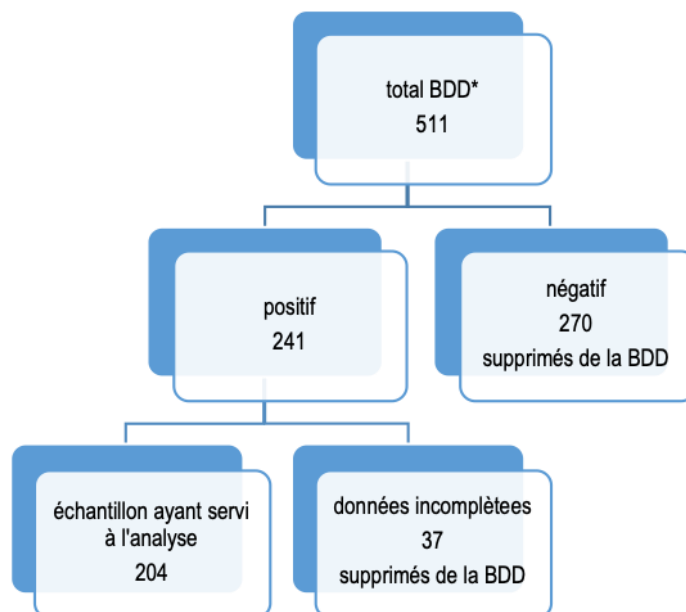 total BDD*
511
positif
241
négatif
270
supprimés de la BDD
échantillon ayant servi
à l'analyse
204
données incomplètees
37
supprimés de la BDD